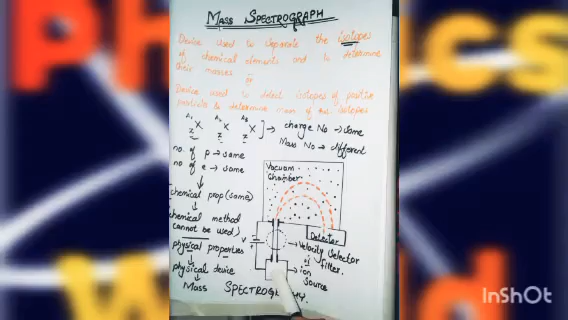 MASS SPECTROGRAPH
Device used to separate the isotopes
of chemical elements and to determine
their masses
or
Device used to detect isotopes of positive
particle & determine mass of isotopes
A₁ X Z A₂ X Z A₃ X Z ] → charge No → same
Mass No → different
no. of p → same
no of e → same
Chemical prop (same)
(chemical method
cannot be used)
physical properties
physical device
Mass SPECTROGRAPHY.
Vacuum
Chamber
Detector
V
Velocity Selector
or filter.
ion
Source
Physics
World
InShOt